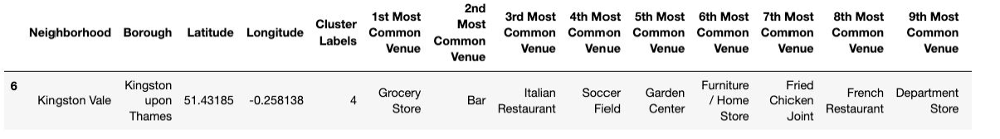 Neighborhood Borough Latitude Longitude Cluster Labels 1st Most Common Venue 2nd Most Common Venue 3rd Most Common Venue 4th Most Common Venue 5th Most Common Venue 6th Most Common Venue 7th Most Common Venue 8th Most Common Venue 9th Most Common Venue
6 Kingston Vale Kingston upon Thames 51.43185 -0.258138 4 Grocery Store Bar Italian Restaurant Soccer Field Garden Center Furniture / Home Store Fried Chicken Joint French Restaurant Department Store